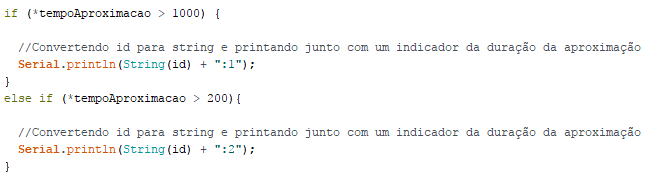 if (*tempoAproximacao > 1000) {
//Convertendo id para string e printando junto com um indicador da duração da aproximação
Serial.println(String(id) + ":1");
}
else if (*tempoAproximacao > 200){
//Convertendo id para string e printando junto com um indicador da duração da aproximação
Serial.println(String(id) + ":2");
}